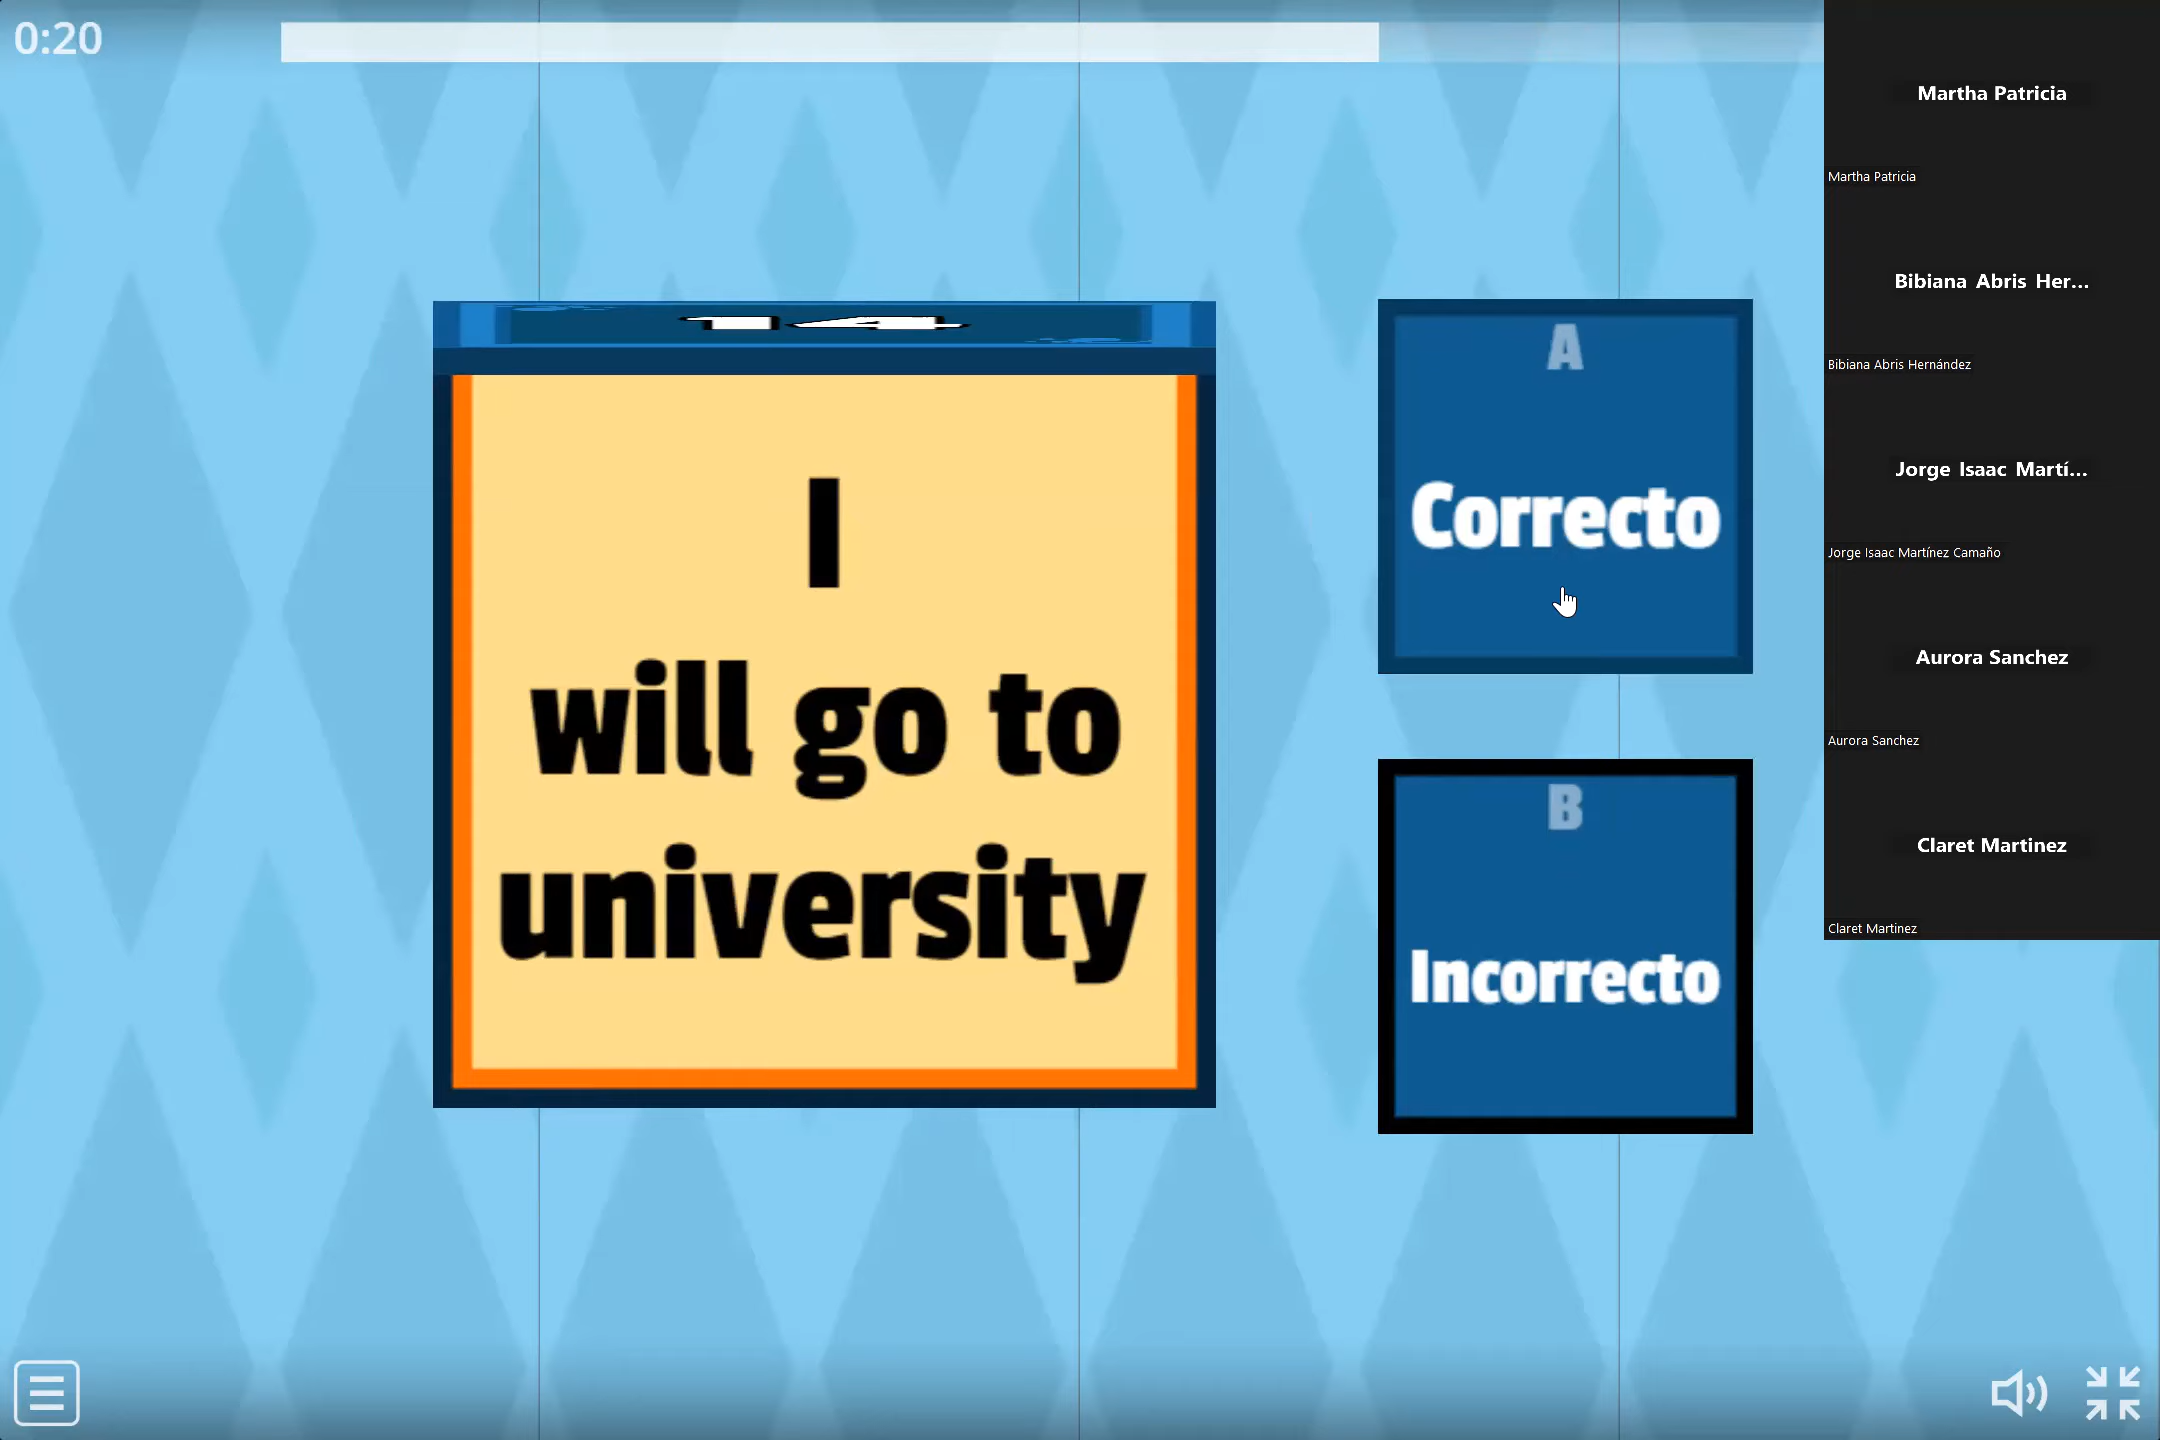 0:20
14
I
will go to
university
A
Correcto
B
Incorrecto
Martha Patricia
Martha Patricia
Bibiana Abris Her...
Bibiana Abris Hernández
Jorge Isaac Martí...
Jorge Isaac Martínez Camaño
Aurora Sanchez
Aurora Sanchez
Claret Martinez
Claret Martinez